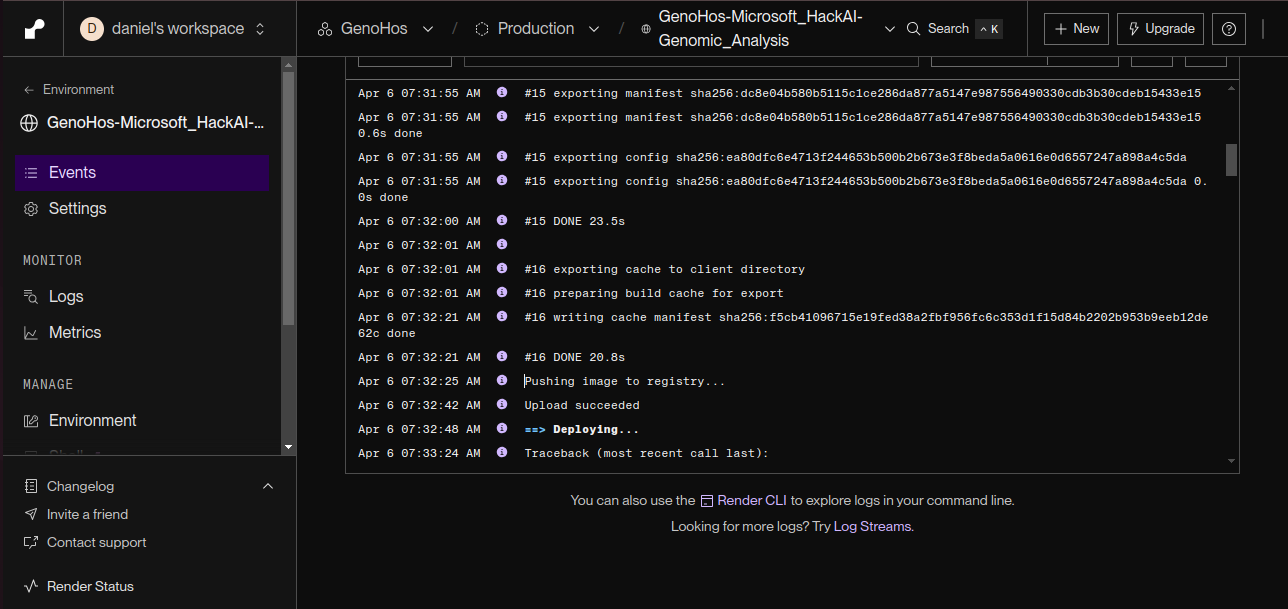 D daniel's workspace
GenoHos / Production / GenoHos-Microsoft_HackAI-
Genomic_Analysis
Search ^ K
+ New
Upgrade
← Environment
GenoHos-Microsoft_HackAI-...
Events
Settings
MONITOR
Logs
Metrics
MANAGE
Environment
Changelog
Invite a friend
Contact support
Render Status
Apr 6 07:31:55 AM #15 exporting manifest sha256:dc8e04b580b5115c1ce286da877a5147e987556490330cdb3b30cdeb15433e15
Apr 6 07:31:55 AM #15 exporting manifest sha256:dc8e04b580b5115c1ce286da877a5147e987556490330cdb3b30cdeb15433e15
0.6s done
Apr 6 07:31:55 AM #15 exporting config sha256:ea80dfc6e4713f244653b500b2b673e3f8beda5a0616e0d6557247a898a4c5da
Apr 6 07:31:55 AM #15 exporting config sha256:ea80dfc6e4713f244653b500b2b673e3f8beda5a0616e0d6557247a898a4c5da 0.
0s done
Apr 6 07:32:00 AM #15 DONE 23.5s
Apr 6 07:32:01 AM
Apr 6 07:32:01 AM #16 exporting cache to client directory
Apr 6 07:32:01 AM #16 preparing build cache for export
Apr 6 07:32:21 AM #16 writing cache manifest sha256:f5cb41096715e19fed38a2fbf956fc6c353d1f15d84b2202b953b9eeb12de
62c done
Apr 6 07:32:21 AM #16 DONE 20.8s
Apr 6 07:32:25 AM Pushing image to registry...
Apr 6 07:32:42 AM Upload succeeded
Apr 6 07:32:48 AM ==> Deploying...
Apr 6 07:33:24 AM Traceback (most recent call last):
You can also use the Render CLI to explore logs in your command line.
Looking for more logs? Try Log Streams.